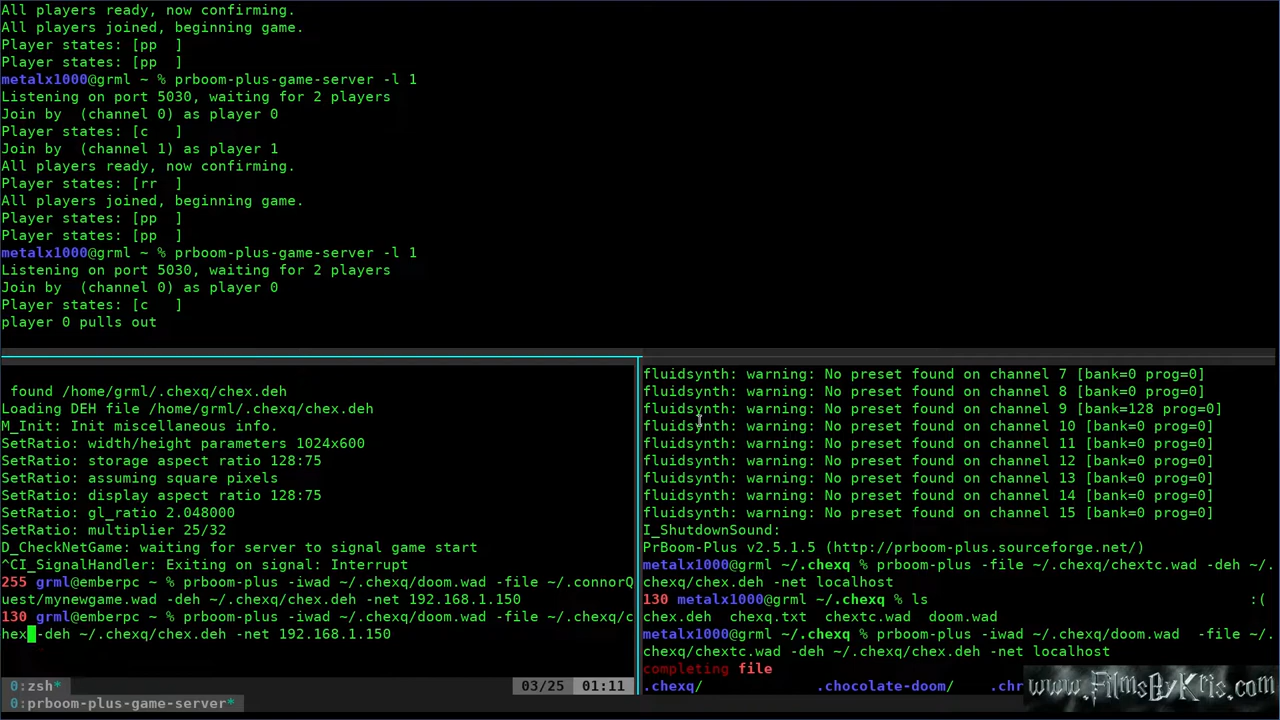 All players ready, now confirming.
All players joined, beginning game.
Player states: [pp  ]
Player states: [pp  ]
metalx1000@grml ~ % prboom-plus-game-server -l 1
Listening on port 5030, waiting for 2 players
Join by  (channel 0) as player 0
Player states: [c   ]
Join by  (channel 1) as player 1
All players ready, now confirming.
Player states: [rr  ]
All players joined, beginning game.
Player states: [pp  ]
Player states: [pp  ]
metalx1000@grml ~ % prboom-plus-game-server -l 1
Listening on port 5030, waiting for 2 players
Join by  (channel 0) as player 0
Player states: [c   ]
player 0 pulls out
found /home/grml/.chexq/chex.deh
Loading DEH file /home/grml/.chexq/chex.deh
M_Init: Init miscellaneous info.
SetRatio: width/height parameters 1024x600
SetRatio: storage aspect ratio 128:75
SetRatio: assuming square pixels
SetRatio: display aspect ratio 128:75
SetRatio: gl_ratio 2.048000
SetRatio: multiplier 25/32
D_CheckNetGame: waiting for server to signal game start
^CI_SignalHandler: Exiting on signal: Interrupt
255 grml@emberpc ~ % prboom-plus -iwad ~/.chexq/doom.wad -file ~/.connorQ
uest/mynewgame.wad -deh ~/.chexq/chex.deh -net 192.168.1.150
130 grml@emberpc ~ % prboom-plus -iwad ~/.chexq/doom.wad -file ~/.chexq/c
hex -deh ~/.chexq/chex.deh -net 192.168.1.150
0:zsh* 03/25 01:11
0:prboom-plus-game-server*
fluidsynth: warning: No preset found on channel 7 [bank=0 prog=0]
fluidsynth: warning: No preset found on channel 8 [bank=0 prog=0]
fluidsynth: warning: No preset found on channel 9 [bank=128 prog=0]
fluidsynth: warning: No preset found on channel 10 [bank=0 prog=0]
fluidsynth: warning: No preset found on channel 11 [bank=0 prog=0]
fluidsynth: warning: No preset found on channel 12 [bank=0 prog=0]
fluidsynth: warning: No preset found on channel 13 [bank=0 prog=0]
fluidsynth: warning: No preset found on channel 14 [bank=0 prog=0]
fluidsynth: warning: No preset found on channel 15 [bank=0 prog=0]
I_ShutdownSound:
PrBoom-Plus v2.5.1.5 (http://prboom-plus.sourceforge.net/)
metalx1000@grml ~/.chexq % prboom-plus -file ~/.chexq/chextc.wad -deh ~/.
chexq/chex.deh -net localhost
130 metalx1000@grml ~/.chexq % ls :(
chex.deh  chexq.txt  chextc.wad  doom.wad
metalx1000@grml ~/.chexq % prboom-plus -iwad ~/.chexq/doom.wad  -file ~/.
chexq/chextc.wad -deh ~/.chexq/chex.deh -net localhost
completing file
.chexq/ .chocolate-doom/ .chr
www.FilmsByKris.com